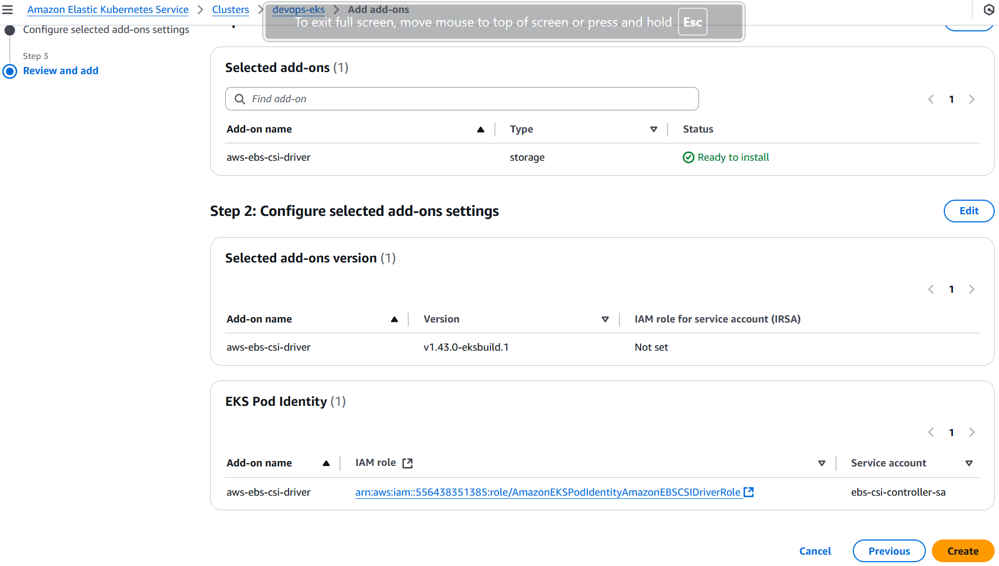 Amazon Elastic Kubernetes Service > Clusters > devops-eks > Add add-ons
To exit full screen, move mouse to top of screen or press and hold Esc
Configure selected add-ons settings
Step 3
Review and add
Selected add-ons (1)
Find add-on
1
Add-on name Type Status
aws-ebs-csi-driver storage Ready to install
Step 2: Configure selected add-ons settings
Edit
Selected add-ons version (1)
1
Add-on name Version IAM role for service account (IRSA)
aws-ebs-csi-driver v1.43.0-eksbuild.1 Not set
EKS Pod Identity (1)
1
Add-on name IAM role Service account
aws-ebs-csi-driver arn:aws:iam::556438351385:role/AmazonEKSPodIdentityAmazonEBSCSIDriverRole ebs-csi-controller-sa
Cancel Previous Create